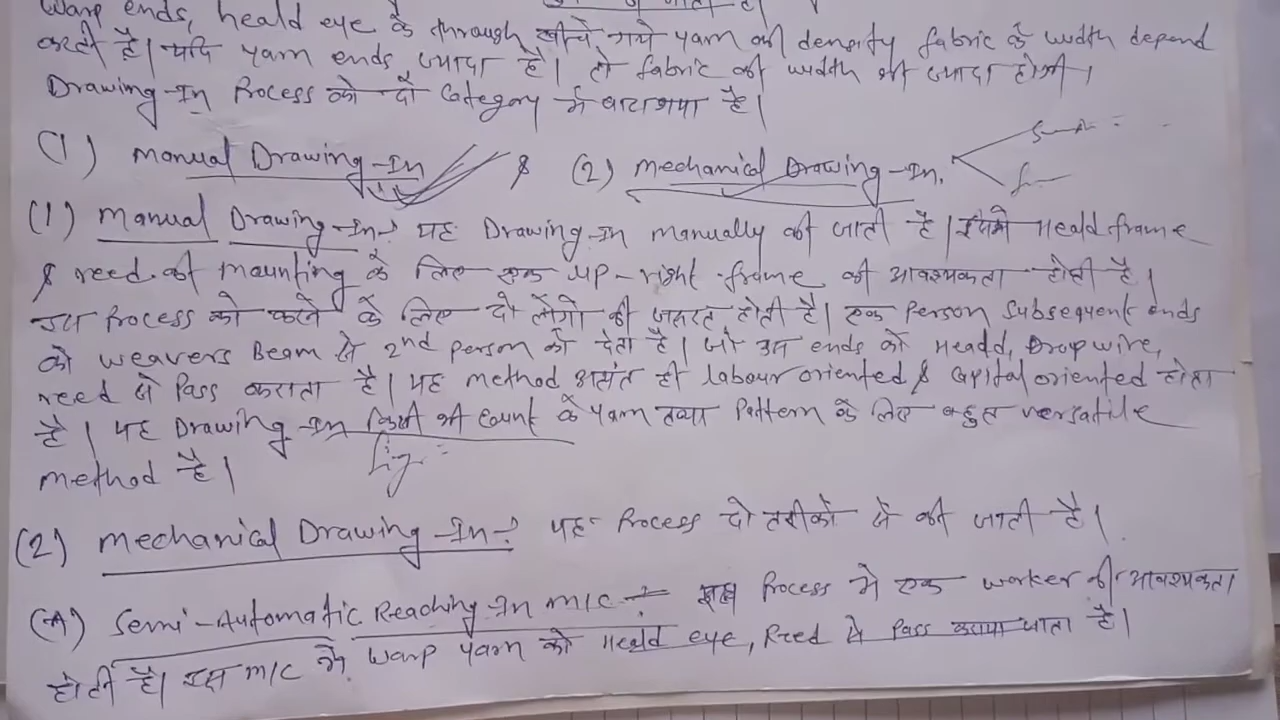 Warp ends, heald eye के through खीचे गये yarn की density fabric के width depend
करती है। यदि yarn ends ज्यादा है। तो fabric की width भी ज्यादा होगी।
Drawing-In Process को दो Category में बाटा गया है।
(1) Manual Drawing-In & (2) Mechanical Drawing-In.
(1) Manual Drawing-In:- यह Drawing-In manually की जाती है। इसमे Heald frame
& reed की mounting के लिए एक up-right-frame की आवश्यकता होती है।
इस Process को करने के लिए दो लोगो की जरूरत होती है। एक Person Subsequent ends
को weavers Beam से 2nd person को देता है। जो उस ends को Heald, Drop wire,
reed से Pass कराता है। यह method अत्यंत ही labour oriented & Capital oriented होता
है। यह Drawing-In किसी भी Count के yarn तथा Pattern के लिए बहुत versatile
method है। fig:-
(2) Mechanical Drawing-In:- यह Process दो तरीको से की जाती है।
(A) Semi-Automatic Reaching-In M/C:- इस Process मे एक worker की आवश्यकता
होती है। इस M/C में Warp yarn को Heald eye, Reed से Pass कराया जाता है।